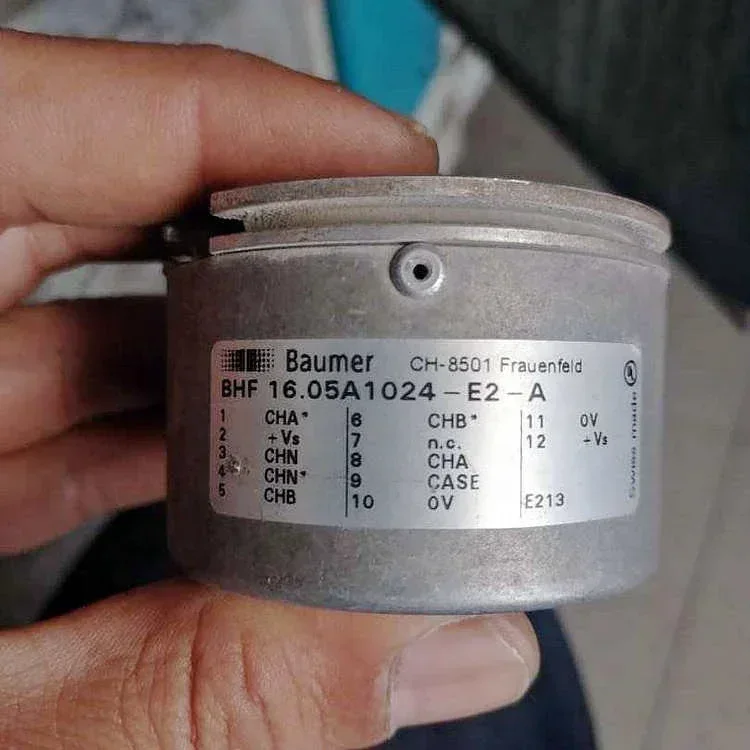 Baumer CH-8501 Frauenfeld
BHF 16.05A1024-E2-A
1 CHA* 6 CHB* 11 0V
2 +Vs 7 n.c. 12 +Vs
3 CHN 8 CHA
4 CHN* 9 CASE
5 CHB 10 0V E213
Swiss made